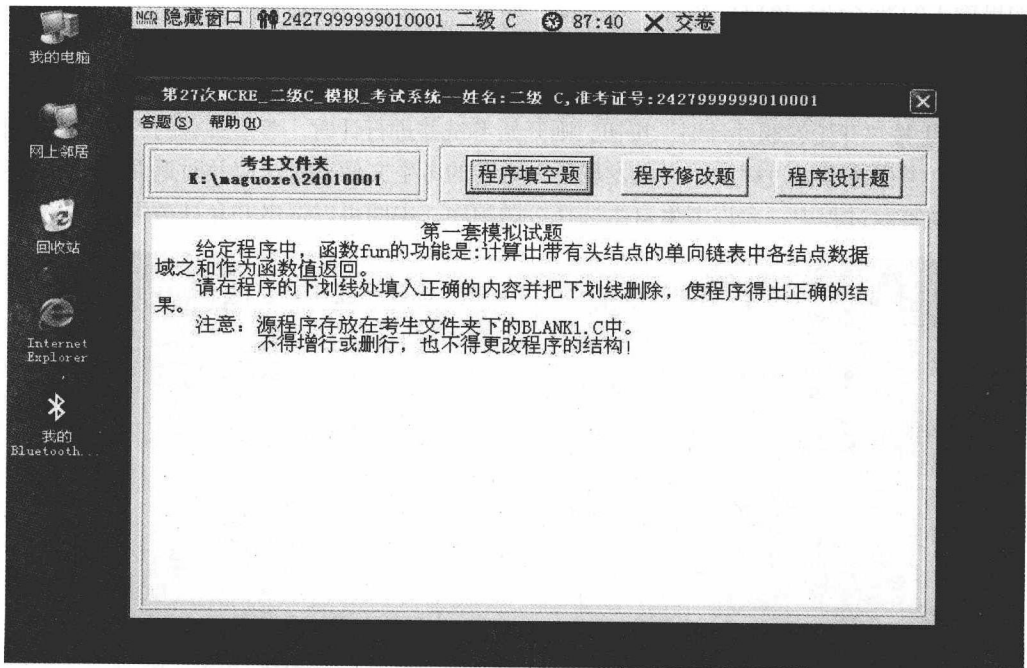 NCR 隐藏窗口 2427999999010001 二级 C 87:40 交卷
我的电脑
第27次NCRE_二级C_模拟_考试系统--姓名:二级 C,准考证号:2427999999010001
答题(S) 帮助(H)
网上邻居
考生文件夹
K:\maguoze\24010001
程序填空题 程序修改题 程序设计题
回收站
第一套模拟试题
给定程序中，函数fun的功能是:计算出带有头结点的单向链表中各结点数据
域之和作为函数值返回。
请在程序的下划线处填入正确的内容并把下划线删除，使程序得出正确的结
果。
注意：源程序存放在考生文件夹下的BLANK1.C中。
不得增行或删行，也不得更改程序的结构!
Internet
Explorer
我的
Bluetooth...